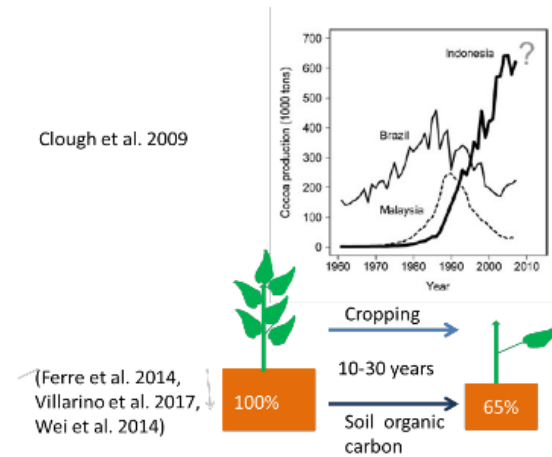 Clough et al. 2009
Cocoa production (1000 tons)
700
600
500
400
300
200
100
0
Indonesia
?
Brazil
Malaysia
1960 1970 1980 1990 2000 2010
Year
Cropping
(Ferre et al. 2014,
Villarino et al. 2017,
Wei et al. 2014)
100%
10-30 years
65%
Soil organic
carbon